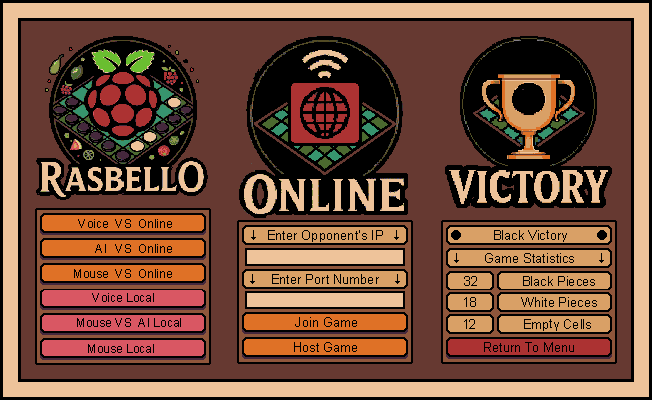 RASBELLO
Voice VS Online
AI VS Online
Mouse VS Online
Voice Local
Mouse VS AI Local
Mouse Local
ONLINE
↓ Enter Opponent's IP ↓
↓ Enter Port Number ↓
Join Game
Host Game
VICTORY
Black Victory
↓ Game Statistics ↓
32 Black Pieces
18 White Pieces
12 Empty Cells
Return To Menu